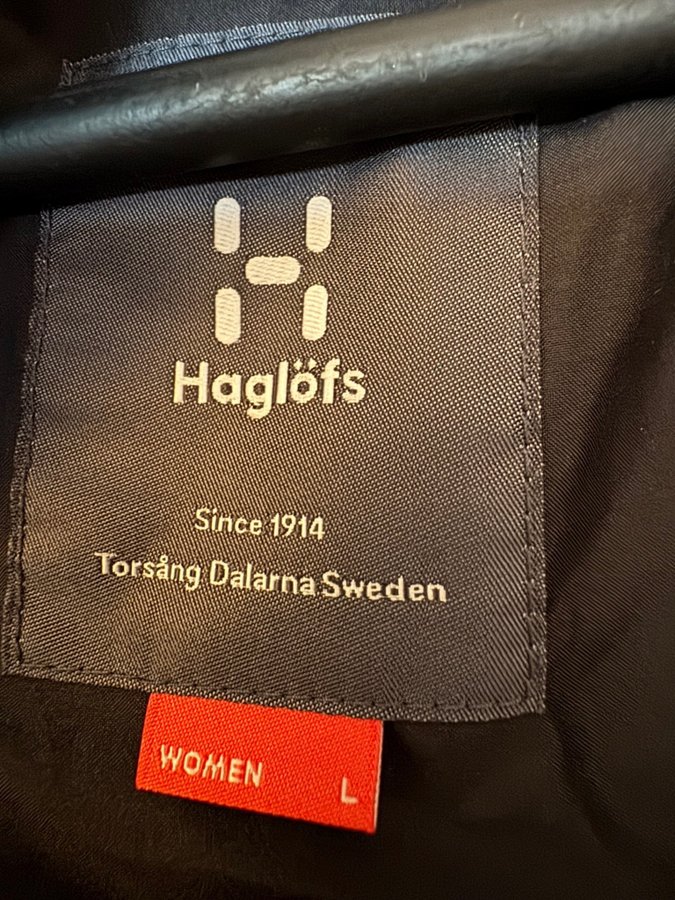 Haglöfs
Since 1914
Torsång Dalarna Sweden
WOMEN L